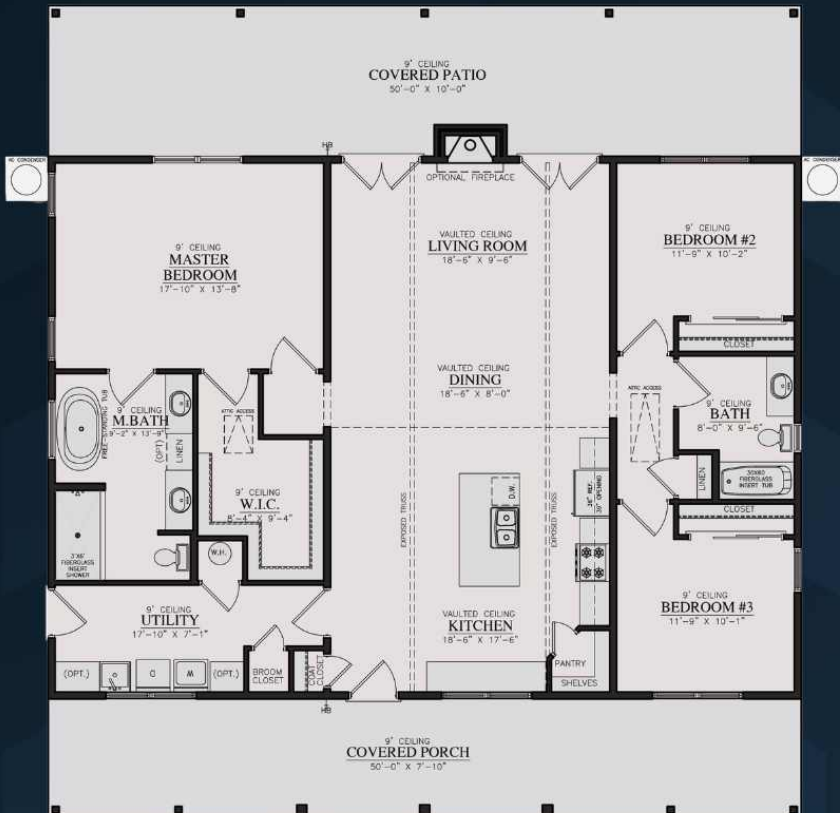 9' CEILING
COVERED PATIO
50'-0" X 10'-0"
HB
AC CONDENSER
AC CONDENSER
OPTIONAL FIREPLACE
9' CEILING
MASTER
BEDROOM
17'-10" X 13'-8"
VAULTED CEILING
LIVING ROOM
18'-6" X 9'-6"
9' CEILING
BEDROOM #2
11'-9" X 10'-2"
CLOSET
VAULTED CEILING
DINING
18'-6" X 8'-0"
FREE-STANDING TUB
9' CEILING
M.BATH
9'-2" X 13'-9"
(OPT.)
LINEN
ATTIC ACCESS
9' CEILING
W.I.C.
8'-4" X 9'-4"
ATTIC ACCESS
9' CEILING
BATH
8'-0" X 9'-6"
LINEN
30X60
FIBERGLASS
INSERT TUB
CLOSET
EXPOSED TRUSS
D.W.
EXPOSED TRUSS
36" REF.
39" OPENING
3'X6'
FIBERGLASS
INSERT
SHOWER
W.H.
9' CEILING
UTILITY
17'-10" X 7'-1"
VAULTED CEILING
KITCHEN
18'-6" X 17'-6"
9' CEILING
BEDROOM #3
11'-9" X 10'-1"
(OPT.)
D
W
(OPT.)
BROOM
CLOSET
COAT
CLOSET
PANTRY
SHELVES
HB
9' CEILING
COVERED PORCH
50'-0" X 7'-10"